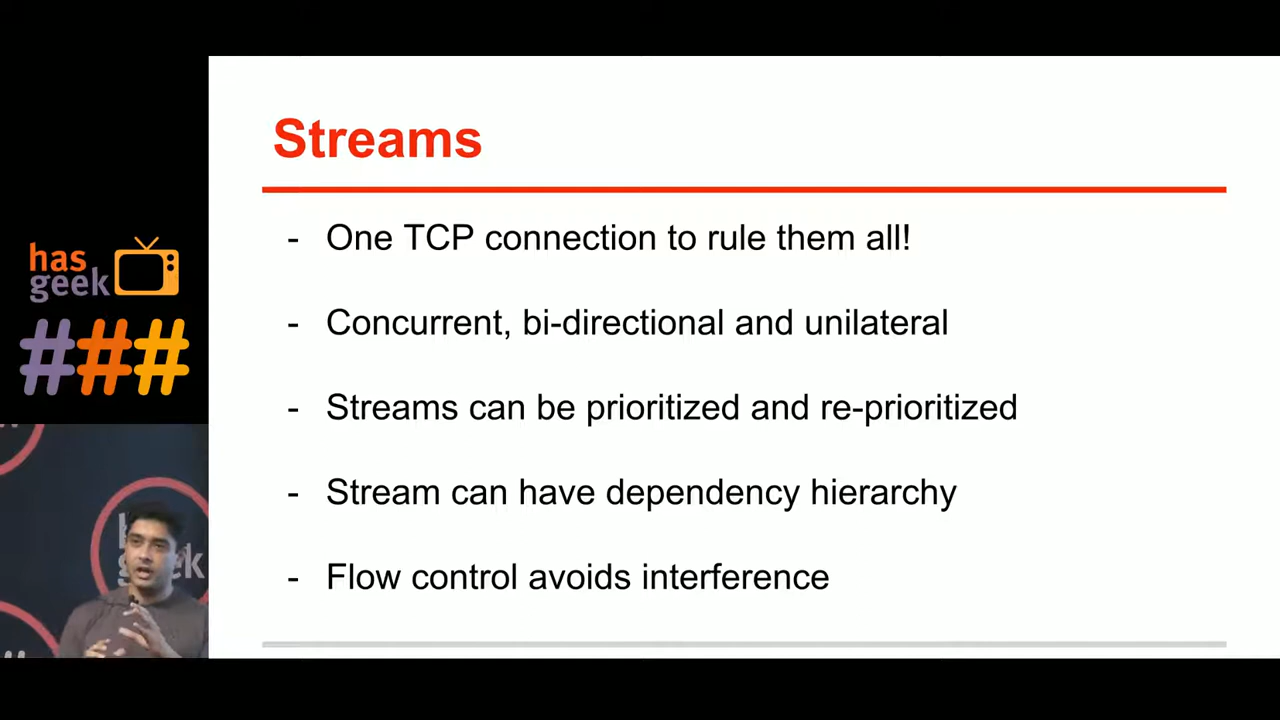 Streams
- One TCP connection to rule them all!
- Concurrent, bi-directional and unilateral
- Streams can be prioritized and re-prioritized
- Stream can have dependency hierarchy
- Flow control avoids interference
has
geek
###
geek